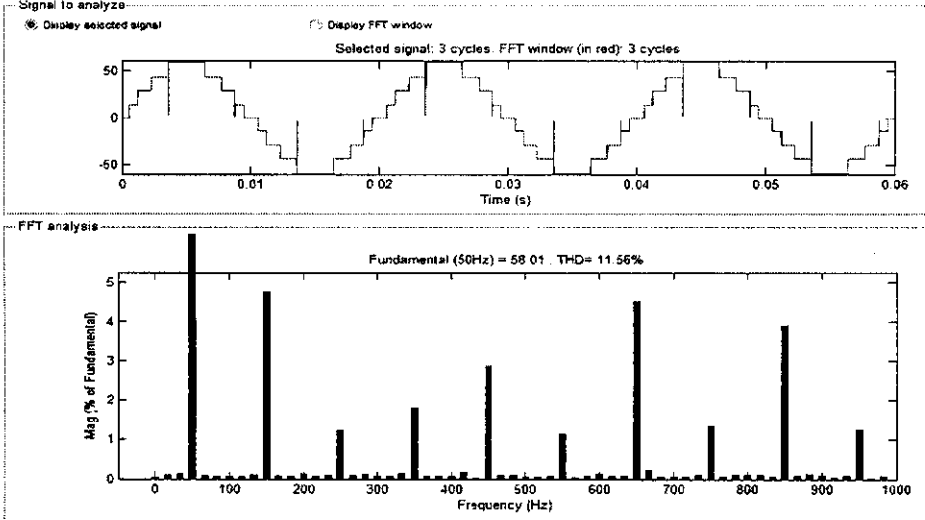 Signal to analyze
Display selected signal Display FFT window
Selected signal: 3 cycles. FFT window (in red): 3 cycles
50
0
-50
0 0.01 0.02 0.03 0.04 0.05 0.06
Time (s)
FFT analysis
Fundamental (50Hz) = 58.01 , THD= 11.56%
5
4
3
2
1
0
Mag (% of Fundamental)
0 100 200 300 400 500 600 700 800 900 1000
Frequency (Hz)